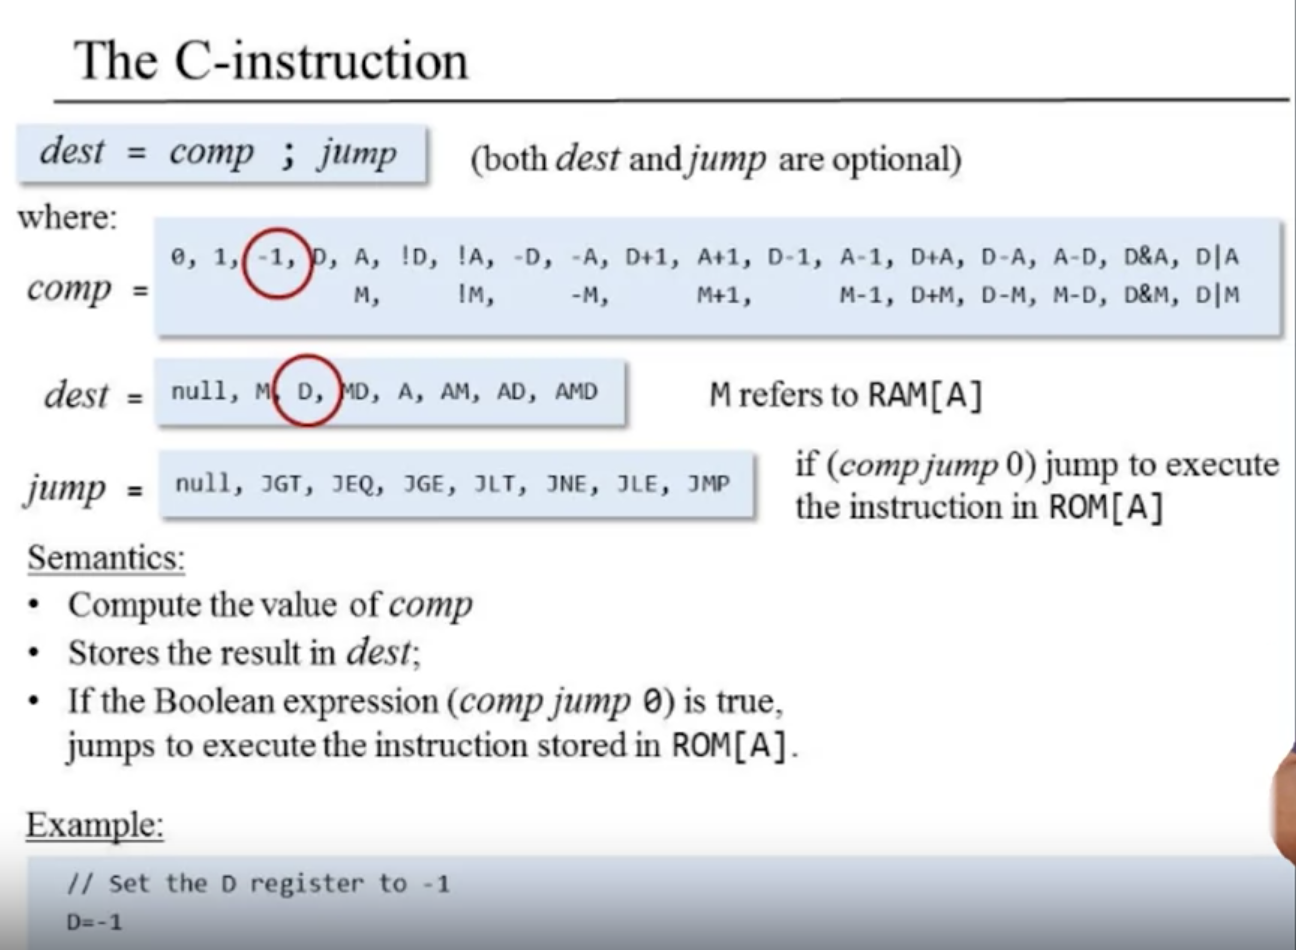 The C-instruction
dest = comp ; jump (both dest and jump are optional)
where:
comp =
0, 1, -1, D, A, !D, !A, -D, -A, D+1, A+1, D-1, A-1, D+A, D-A, A-D, D&A, D|A
M, !M, -M, M+1, M-1, D+M, D-M, M-D, D&M, D|M
dest = null, M, D, MD, A, AM, AD, AMD M refers to RAM[A]
jump = null, JGT, JEQ, JGE, JLT, JNE, JLE, JMP
if (comp jump 0) jump to execute
the instruction in ROM[A]
Semantics:
• Compute the value of comp
• Stores the result in dest;
• If the Boolean expression (comp jump 0) is true,
jumps to execute the instruction stored in ROM[A].
Example:
// Set the D register to -1
D=-1